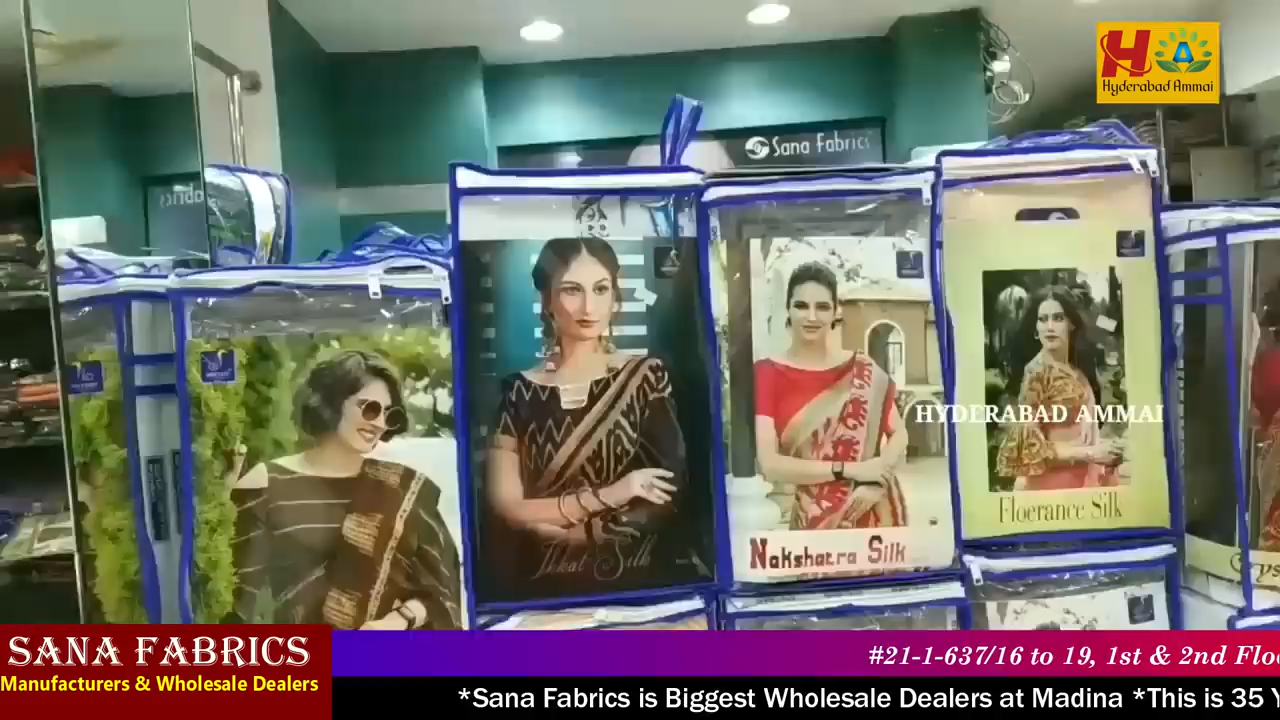 H A
Hyderabad Ammai
Sana Fabrics
HYDERABAD AMMAI
Ikkat Silk
Nakshatra Silk
Floerance Silk
SANA FABRICS
Manufacturers & Wholesale Dealers
#21-1-637/16 to 19, 1st & 2nd Floo
*Sana Fabrics is Biggest Wholesale Dealers at Madina *This is 35 Y